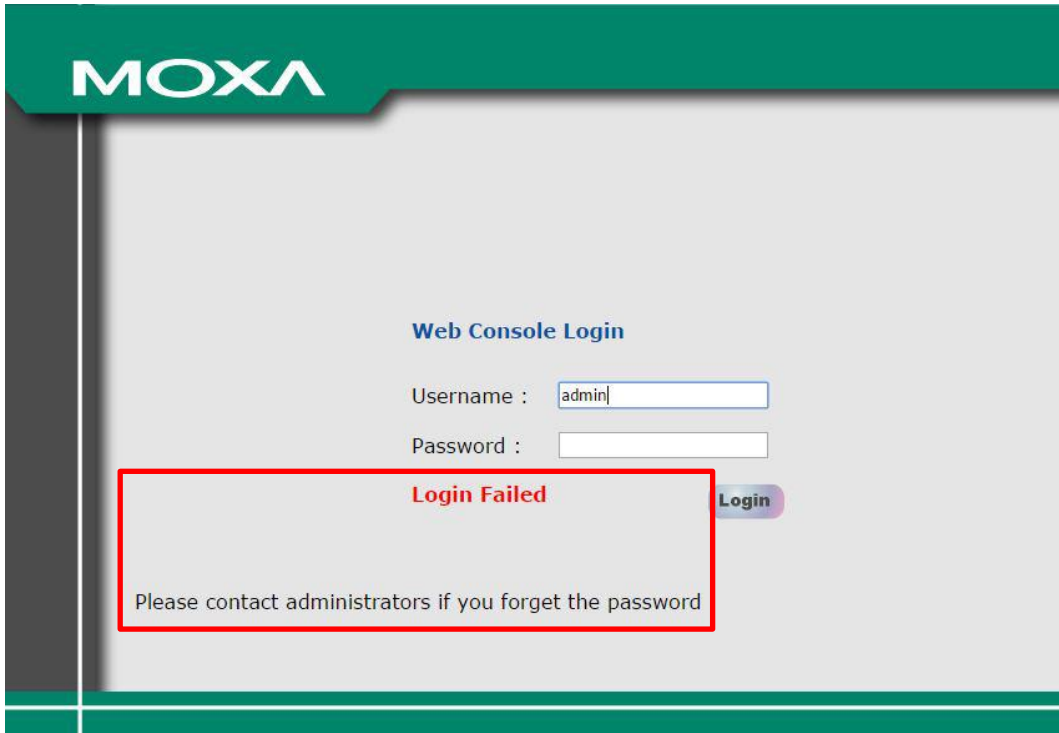 MOXA
Web Console Login
Username : admin
Password :
Login Failed
Login
Please contact administrators if you forget the password